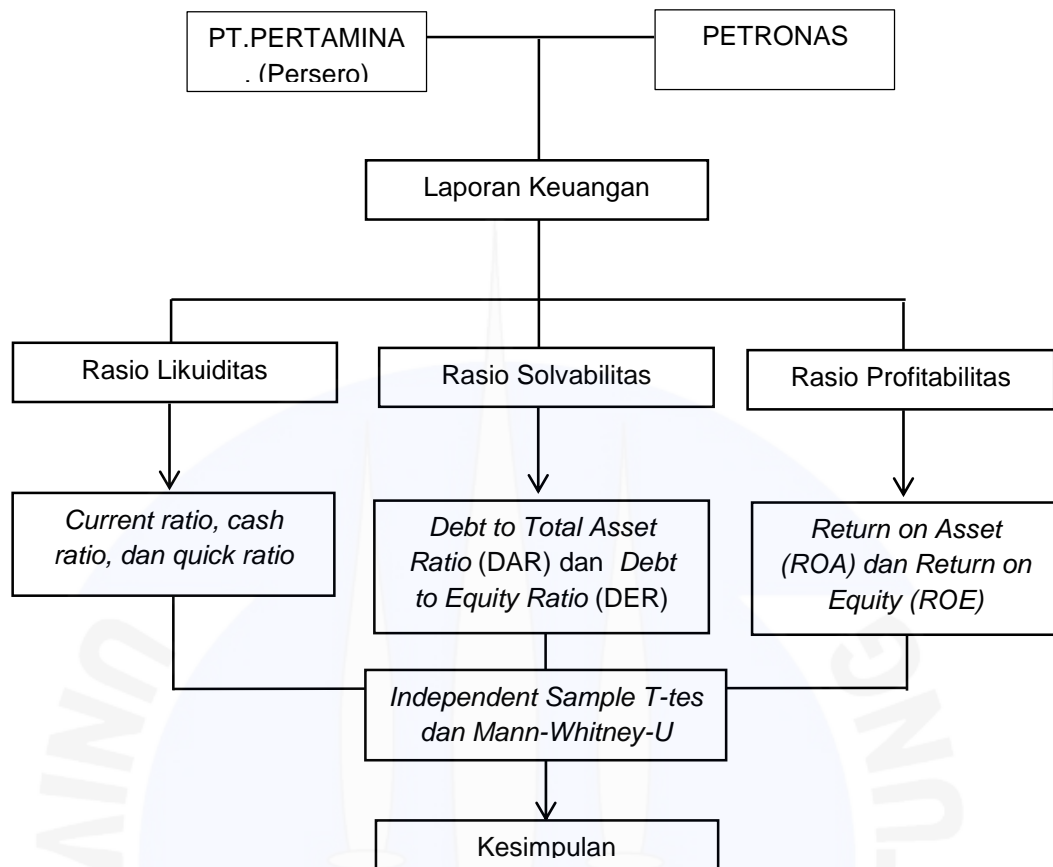 PT.PERTAMINA
. (Persero)
PETRONAS
Laporan Keuangan
Rasio Likuiditas
Rasio Solvabilitas
Rasio Profitabilitas
Current ratio, cash
ratio, dan quick ratio
Debt to Total Asset
Ratio (DAR) dan Debt
to Equity Ratio (DER)
Return on Asset
(ROA) dan Return on
Equity (ROE)
Independent Sample T-tes
dan Mann-Whitney-U
Kesimpulan